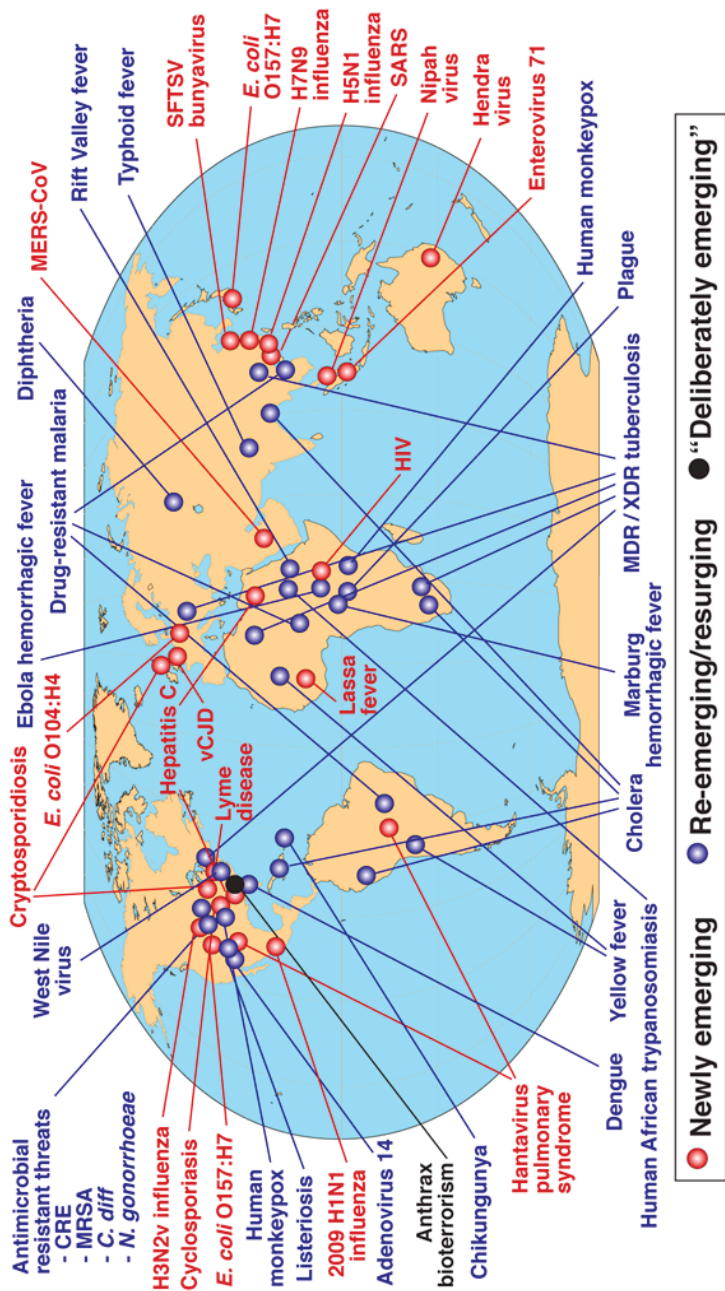 Antimicrobial
resistant threats
- CRE
- MRSA
- C. diff
- N. gonorrhoeae
H3N2v influenza
Cyclosporiasis
E. coli O157:H7
Human
monkeypox
Listeriosis
2009 H1N1
influenza
Adenovirus 14
Anthrax
bioterrorism
Chikungunya
Hantavirus
pulmonary
syndrome
Dengue
Human African trypanosomiasis
West Nile
virus
Cryptosporidiosis
E. coli O104:H4
Ebola hemorrhagic fever
Drug-resistant malaria
Diphtheria
MERS-CoV
Rift Valley fever
Typhoid fever
SFTSV
bunyavirus
E. coli
O157:H7
H7N9
influenza
H5N1
influenza
SARS
Nipah
virus
Hendra
virus
Enterovirus 71
Hepatitis C
vCJD
Lyme
disease
Lassa
fever
HIV
Yellow fever
Cholera
Marburg
hemorrhagic fever
MDR / XDR tuberculosis
Plague
Human monkeypox
Newly emerging
Re-emerging/resurging
“Deliberately emerging”